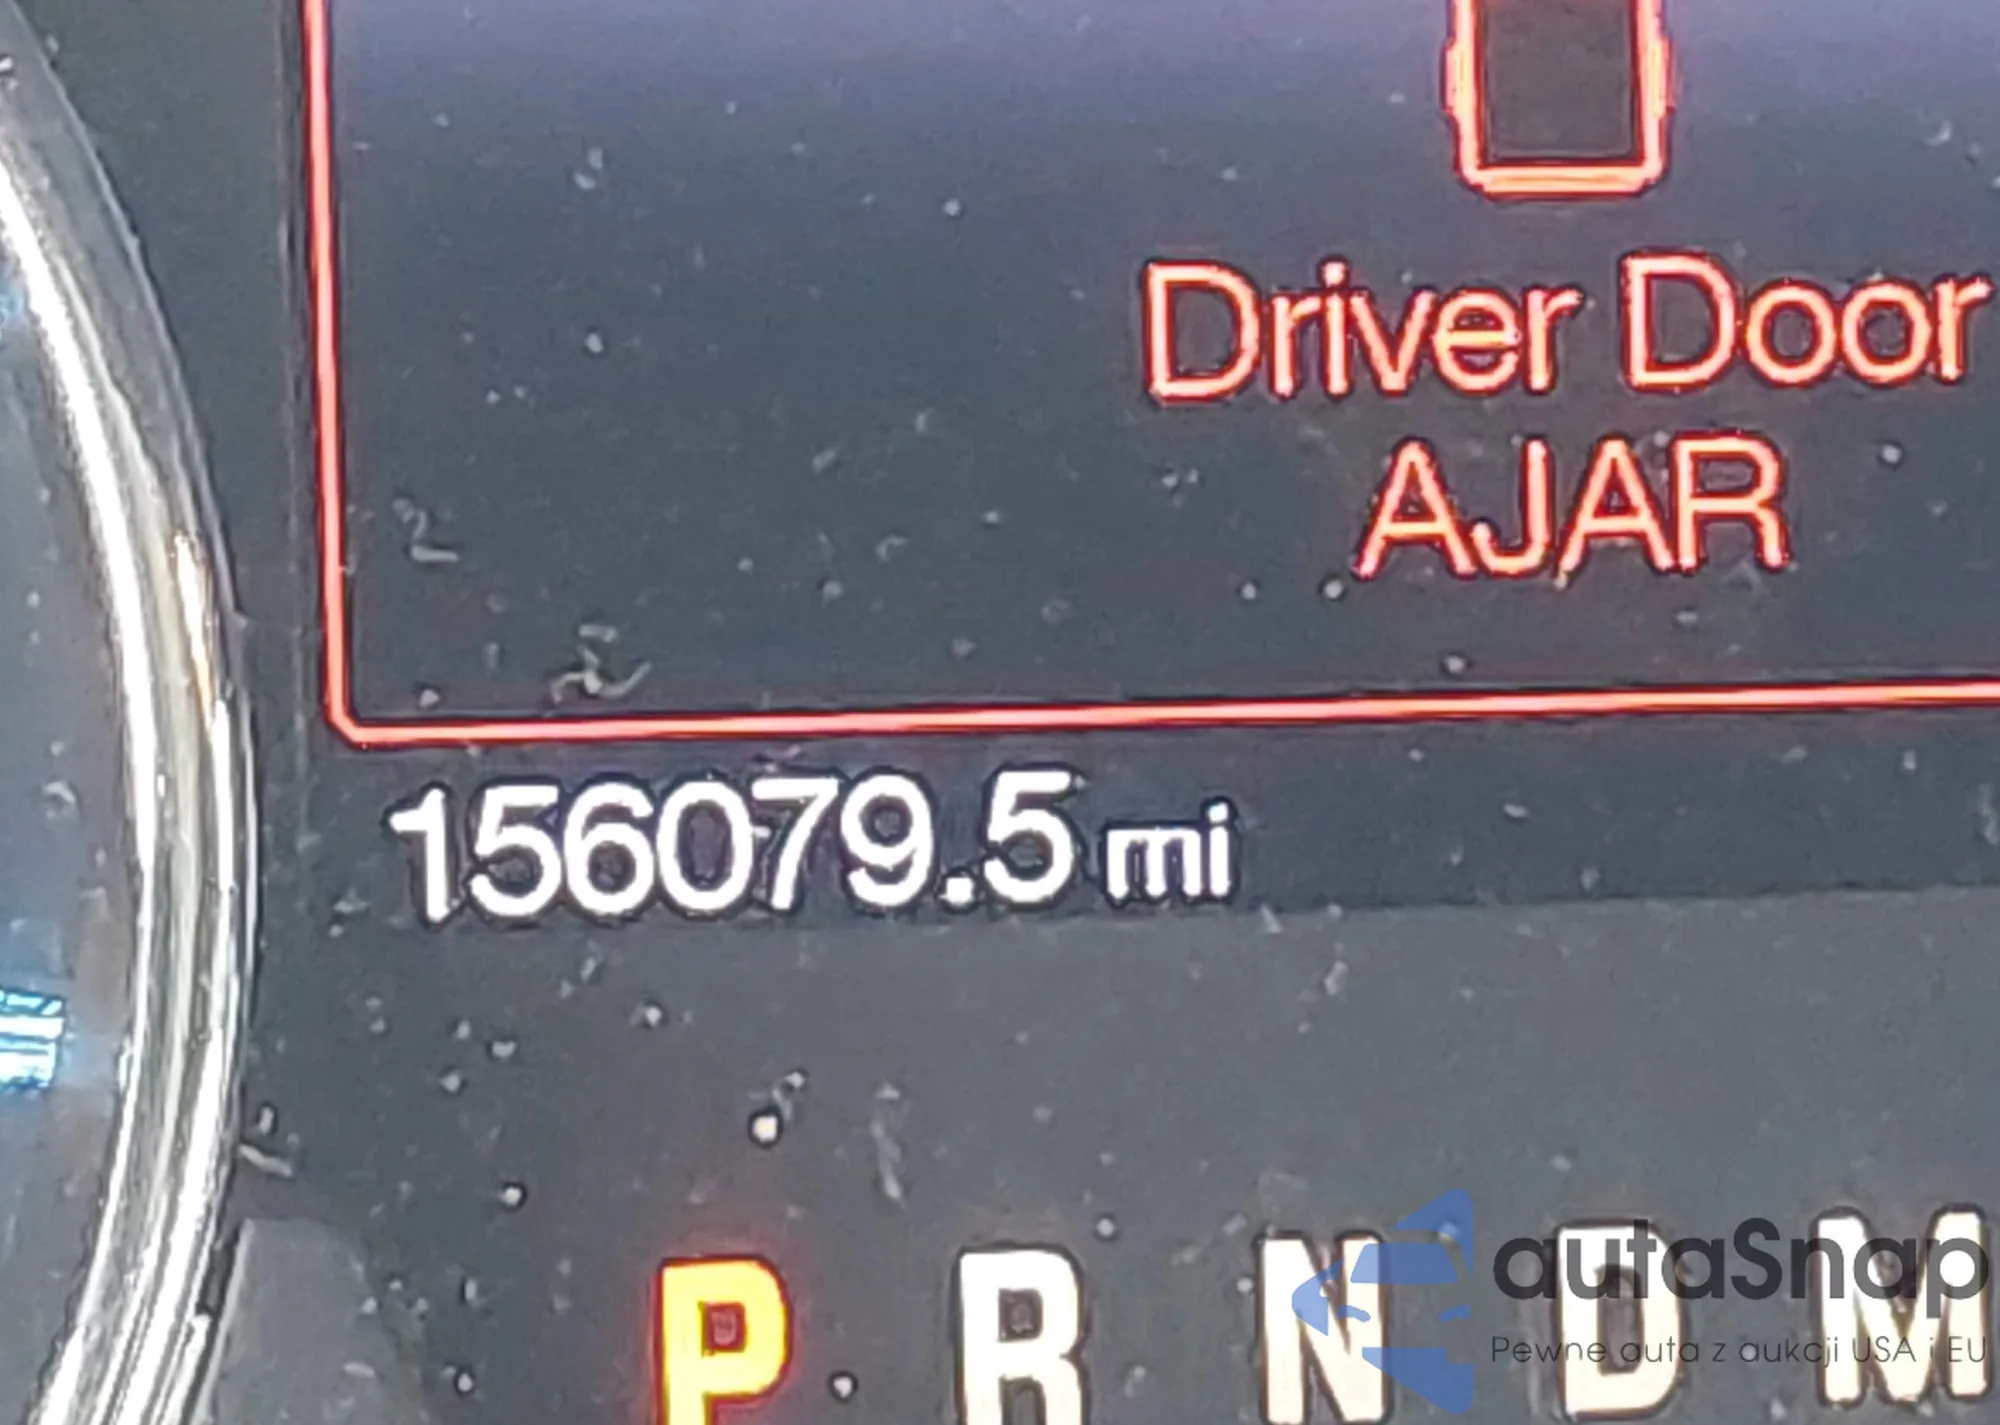 Driver Door
AJAR
156079.5 mi
P R N D M
autaSnap
Pewne auta z aukcji USA i EU